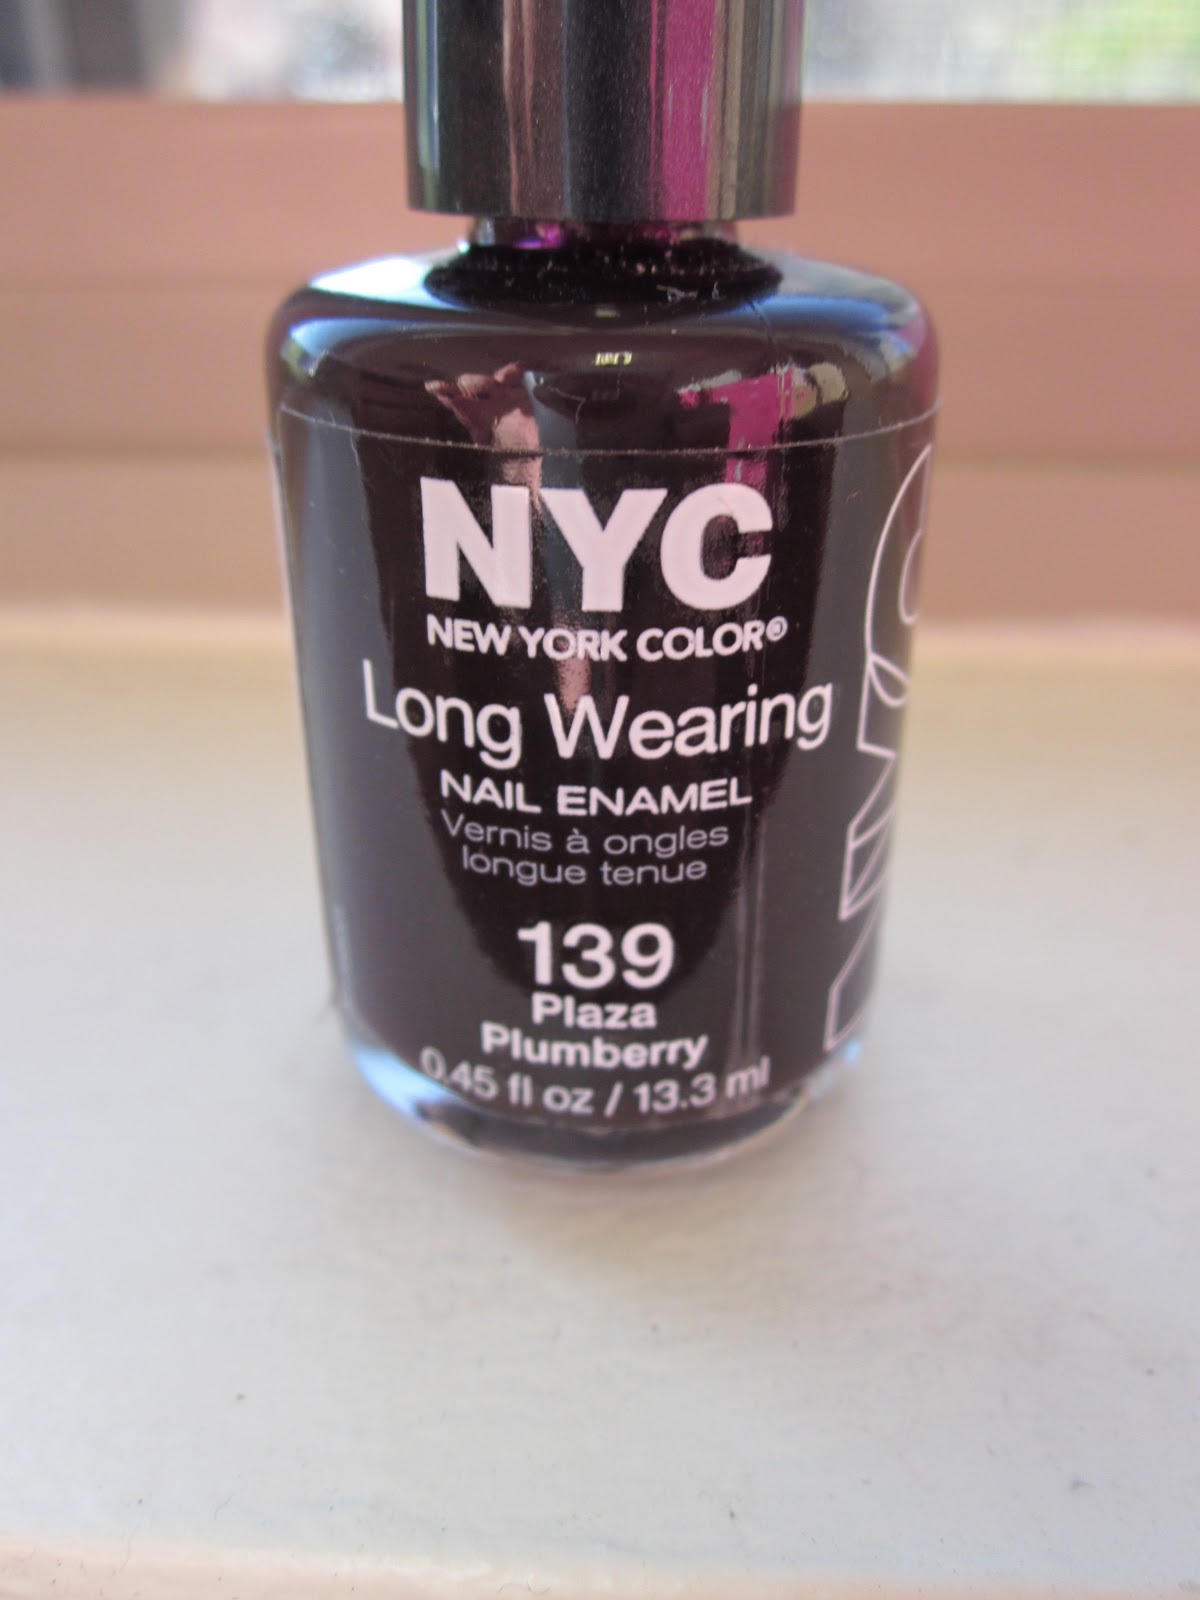 NYC
NEW YORK COLOR®
Long Wearing
NAIL ENAMEL
Vernis à ongles
longue tenue
139
Plaza
Plumberry
0.45 fl oz / 13.3 ml
NYC